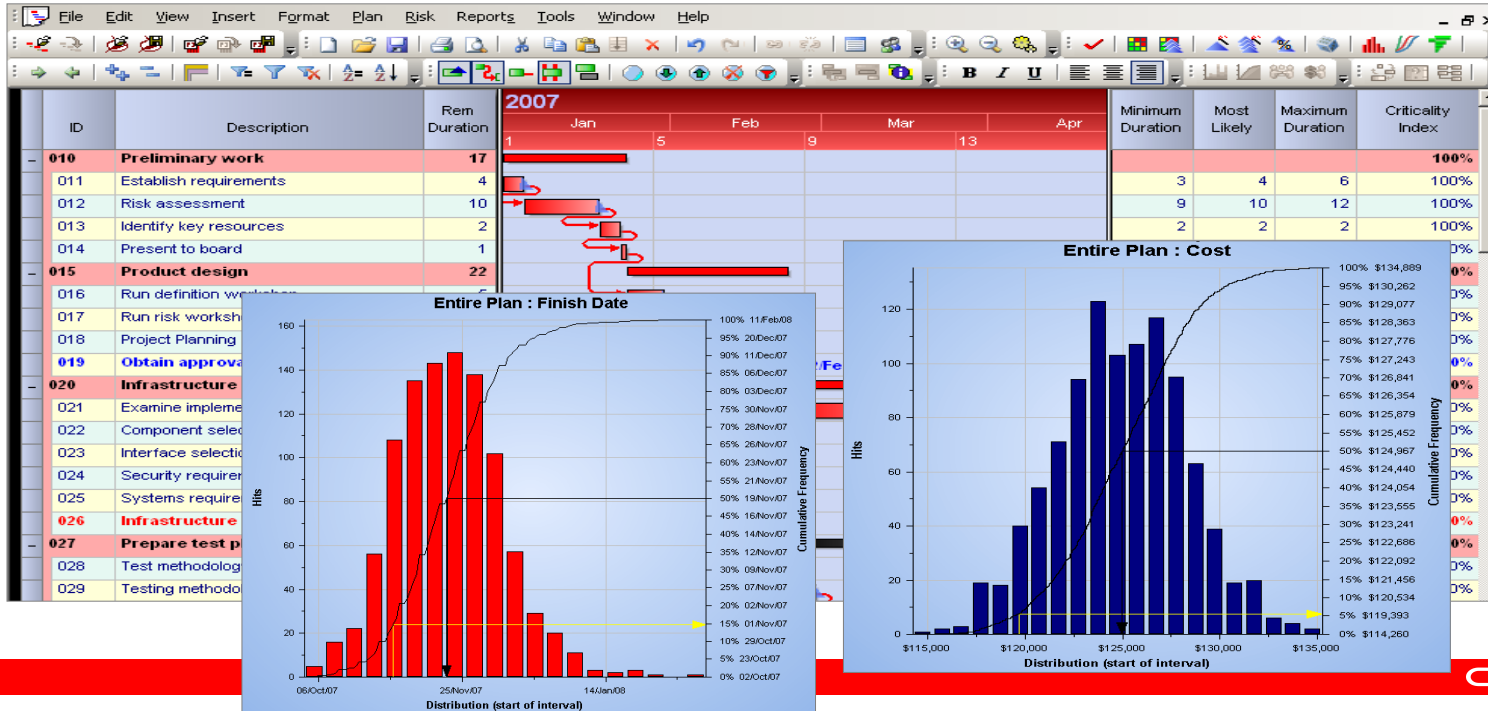 File Edit View Insert Format Plan Risk Reports Tools Window Help
ID Description Rem Duration 2007 Jan Feb Mar Apr 1 5 9 13 Minimum Duration Most Likely Maximum Duration Criticality Index
010 Preliminary work 17 100%
011 Establish requirements 4 3 4 6 100%
012 Risk assessment 10 9 10 12 100%
013 Identify key resources 2 2 2 2 100%
014 Present to board 1
015 Product design 22
016 Run definition
017 Run risk
018 Project Planning
019 Obtain
020 Infrastructure
021 Examine
022 Component
023 Interface
024 Security
025 Systems
026 Infrastructure
027 Prepare test
028 Test
029 Testing
Entire Plan : Finish Date
160
140
120
100
80
60
40
20
0
Hits
06/Oct/07 25/Nov/07 14/Jan/08
Distribution (start of interval)
100% 11/Feb/08
95% 20/Dec/07
90% 11/Dec/07
85% 06/Dec/07
80% 03/Dec/07
75% 30/Nov/07
70% 28/Nov/07
65% 26/Nov/07
60% 23/Nov/07
55% 21/Nov/07
50% 19/Nov/07
45% 16/Nov/07
40% 14/Nov/07
35% 12/Nov/07
30% 09/Nov/07
25% 07/Nov/07
20% 02/Nov/07
15% 01/Nov/07
10% 29/Oct/07
5% 23/Oct/07
0% 02/Oct/07
Cumulative Frequency
Entire Plan : Cost
120
100
80
60
40
20
0
Hits
$115,000 $120,000 $125,000 $130,000 $135,000
Distribution (start of interval)
100% $134,889
95% $130,262
90% $129,077
85% $128,363
80% $127,776
75% $127,243
70% $126,841
65% $126,354
60% $125,879
55% $125,452
50% $124,967
45% $124,440
40% $124,054
35% $123,555
30% $123,241
25% $122,686
20% $122,092
15% $121,456
10% $120,534
5% $119,393
0% $114,260
Cumulative Frequency